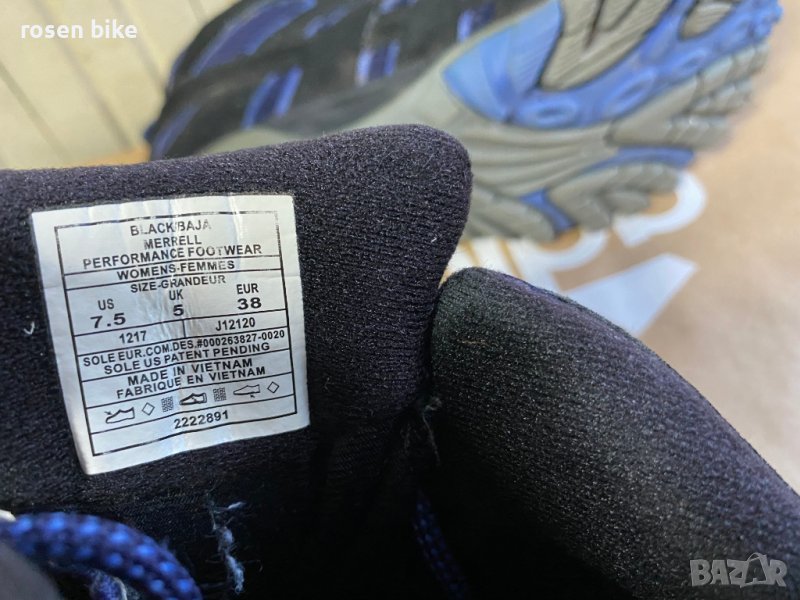 rosen bike
BLACK/BAJA
MERRELL
PERFORMANCE FOOTWEAR
WOMENS-FEMMES
SIZE-GRANDEUR
US UK EUR
7.5 5 38
1217 J12120
SOLE EUR.COM.DES.#000263827-0020
SOLE US PATENT PENDING
MADE IN VIETNAM
FABRIQUE EN VIETNAM
2222891
BAZAR